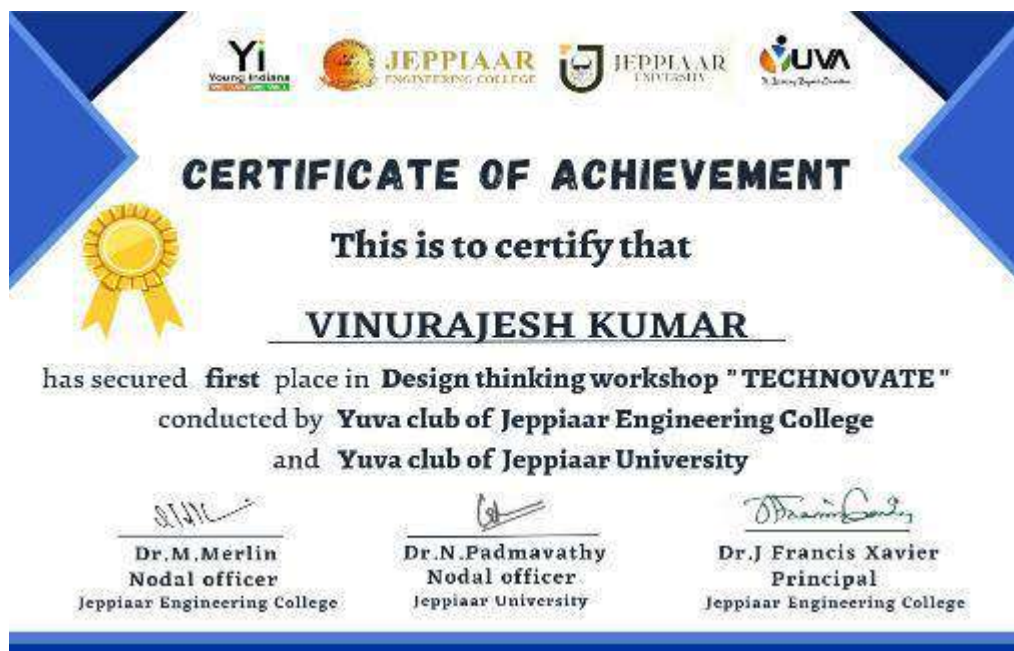 Yi
Young Indians
JEPPIAAR
ENGINEERING COLLEGE
JEPPIAAR
UNIVERSITY
YUVA
CERTIFICATE OF ACHIEVEMENT
This is to certify that
VINURAJESH KUMAR
has secured first place in Design thinking workshop "TECHNOVATE"
conducted by Yuva club of Jeppiaar Engineering College
and Yuva club of Jeppiaar University
Dr.M.Merlin
Nodal officer
Jeppiaar Engineering College
Dr.N.Padmavathy
Nodal officer
Jeppiaar University
Dr.J Francis Xavier
Principal
Jeppiaar Engineering College